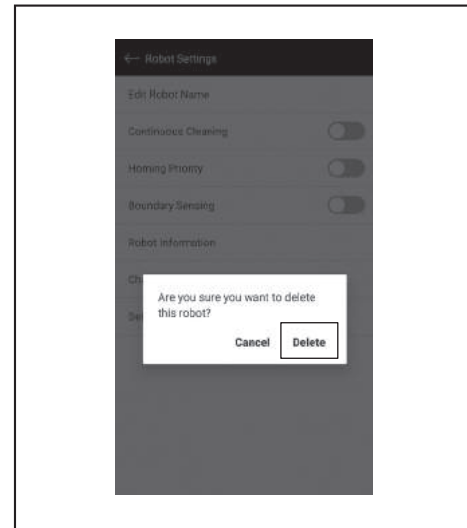 ← Robot Settings
Edit Robot Name
Continuous Cleaning
Homing Priority
Boundary Sensing
Robot Information
Are you sure you want to delete
this robot?
Cancel Delete